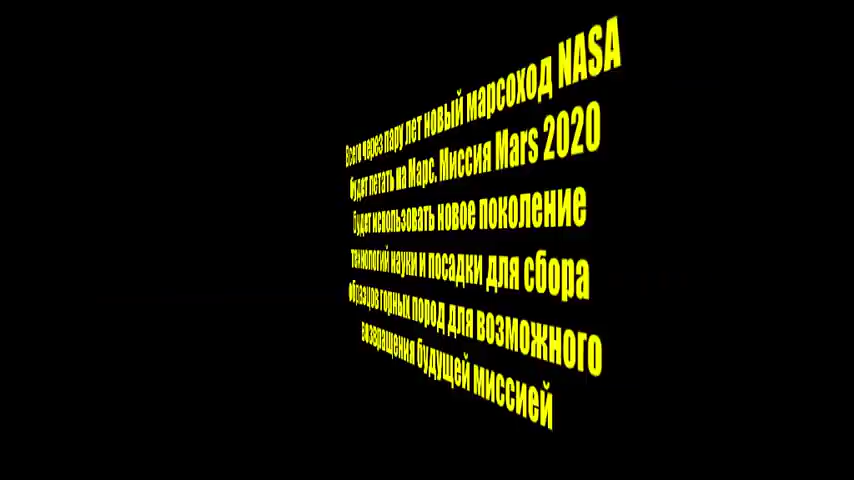 Всего через пару лет новый марсоход NASA
будет летать на Марс. Миссия Mars 2020
будет использовать новое поколение
технологий науки и посадки для сбора
образцов горных пород для возможного
возвращения будущей миссией